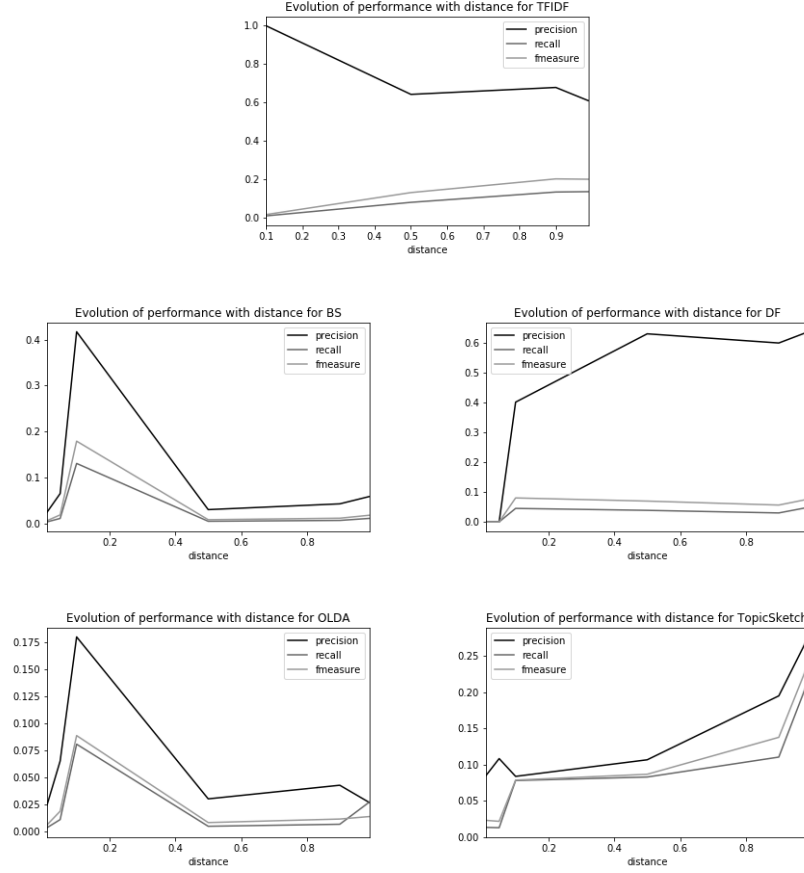 Evolution of performance with distance for TFIDF
1.0
0.8
0.6
0.4
0.2
0.0
precision
recall
fmeasure
0.1 0.2 0.3 0.4 0.5 0.6 0.7 0.8 0.9
distance
Evolution of performance with distance for BS
0.4
0.3
0.2
0.1
0.0
precision
recall
fmeasure
0.2 0.4 0.6 0.8
distance
Evolution of performance with distance for DF
0.6
0.5
0.4
0.3
0.2
0.1
0.0
precision
recall
fmeasure
0.2 0.4 0.6 0.8
distance
Evolution of performance with distance for OLDA
0.175
0.150
0.125
0.100
0.075
0.050
0.025
0.000
precision
recall
fmeasure
0.2 0.4 0.6 0.8
distance
Evolution of performance with distance for TopicSketch
0.25
0.20
0.15
0.10
0.05
0.00
precision
recall
fmeasure
0.2 0.4 0.6 0.8
distance